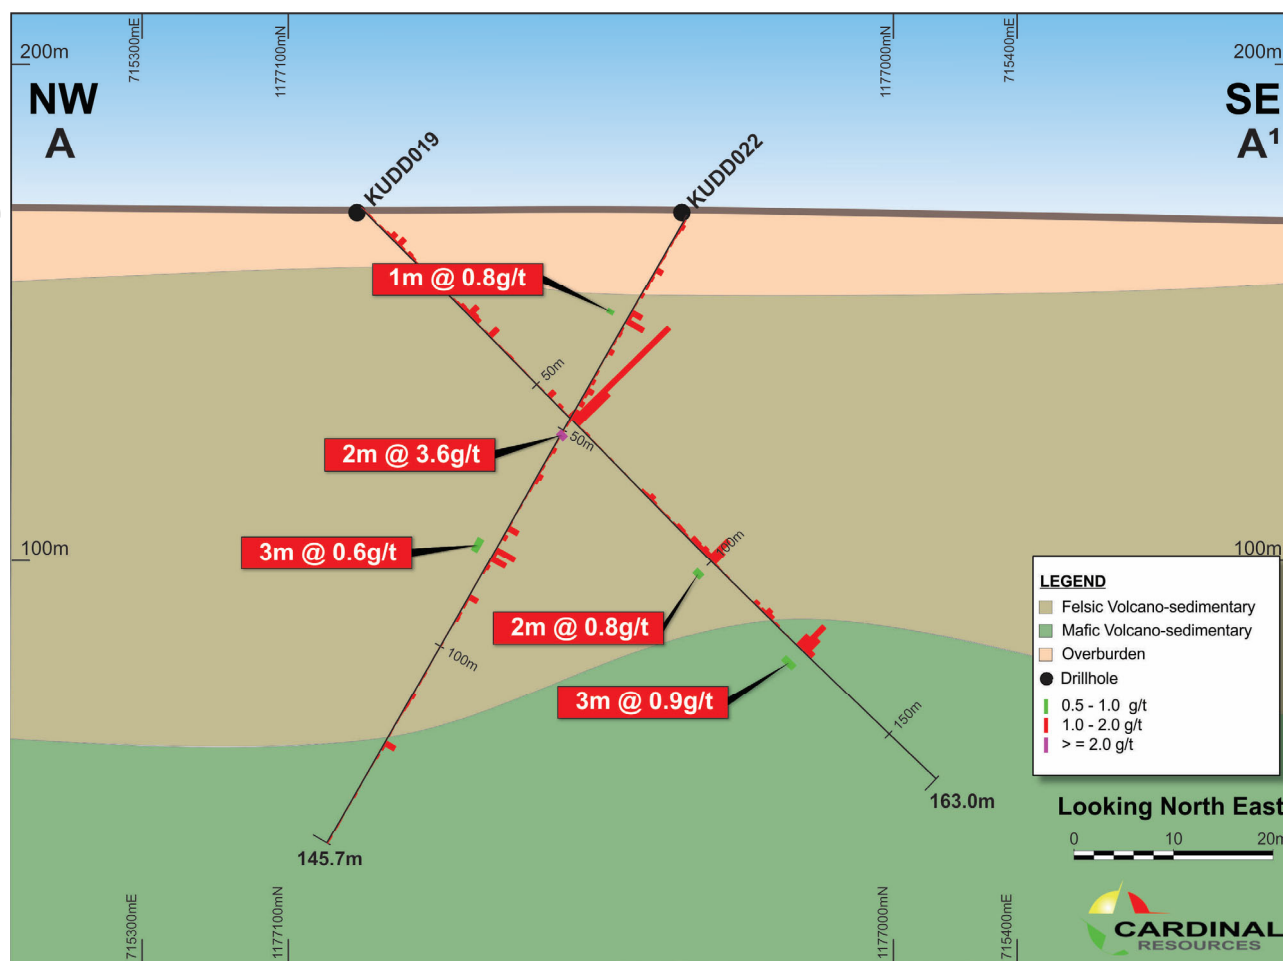 715300mE
1177100mN
1177000mN
715400mE
200m
200m
NW
A
SE
A¹
KUDD019
KUDD022
1m @ 0.8g/t
50m
50m
2m @ 3.6g/t
3m @ 0.6g/t
100m
100m
100m
2m @ 0.8g/t
100m
3m @ 0.9g/t
150m
163.0m
145.7m
LEGEND
Felsic Volcano-sedimentary
Mafic Volcano-sedimentary
Overburden
Drillhole
0.5 - 1.0 g/t
1.0 - 2.0 g/t
> = 2.0 g/t
Looking North East
0 10 20m
715300mE
1177100mN
1177000mN
715400mE
CARDINAL
RESOURCES